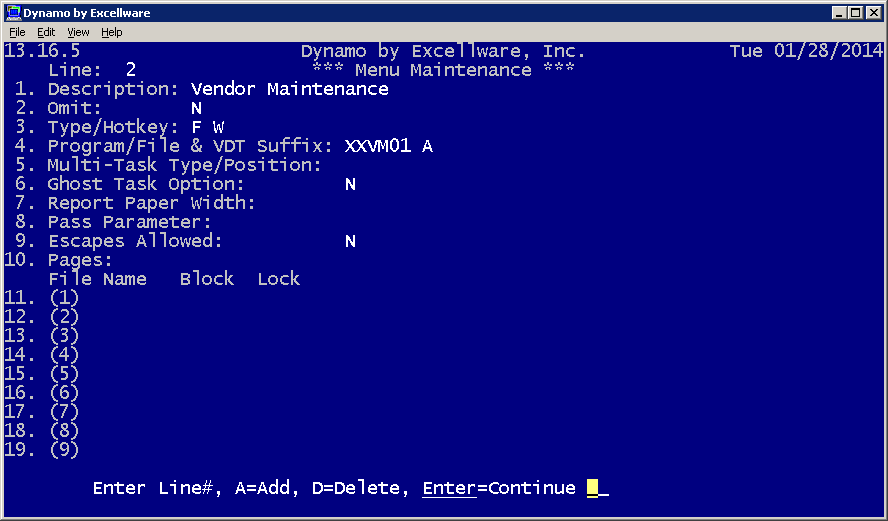 Dynamo by Excellware
File Edit View Help
13.16.5 Dynamo by Excellware, Inc. Tue 01/28/2014
Line: 2 *** Menu Maintenance ***
1. Description: Vendor Maintenance
2. Omit: N
3. Type/Hotkey: F W
4. Program/File & VDT Suffix: XXVM01 A
5. Multi-Task Type/Position:
6. Ghost Task Option: N
7. Report Paper Width:
8. Pass Parameter:
9. Escapes Allowed: N
10. Pages:
File Name Block Lock
11. (1)
12. (2)
13. (3)
14. (4)
15. (5)
16. (6)
17. (7)
18. (8)
19. (9)
Enter Line#, A=Add, D=Delete, Enter=Continue